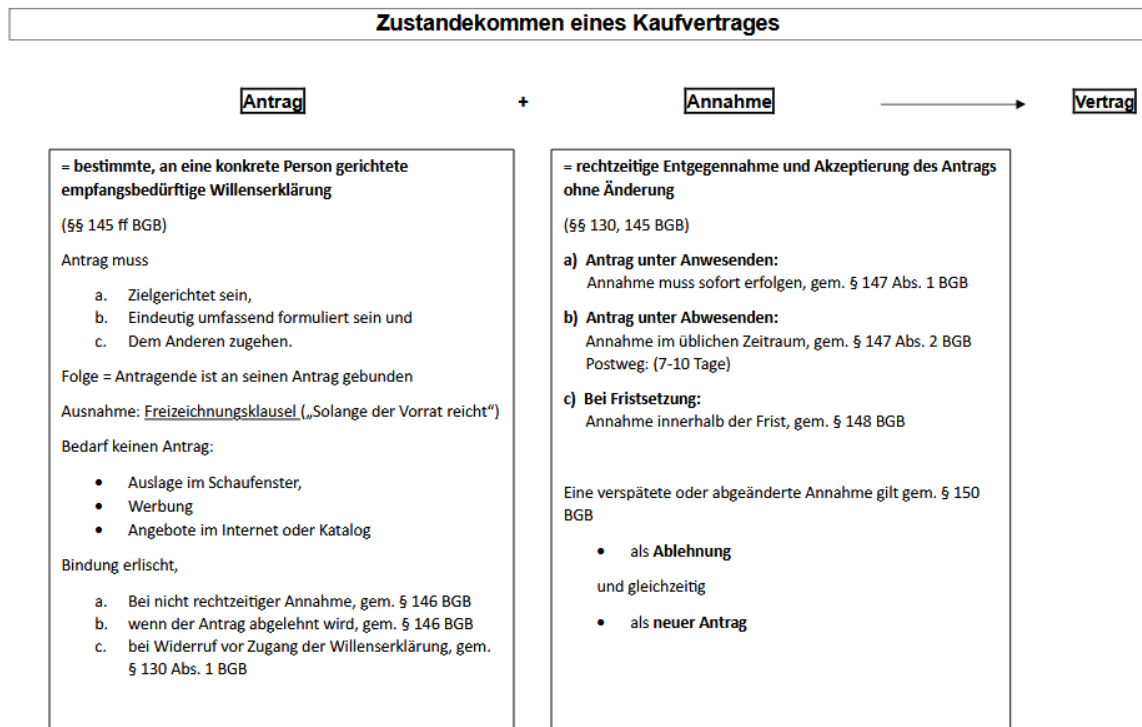 Zustandekommen eines Kaufvertrages
Antrag + Annahme Vertrag
= bestimmte, an eine konkrete Person gerichtete
empfangsbedürftige Willenserklärung
(§§ 145 ff BGB)
Antrag muss
a. Zielgerichtet sein,
b. Eindeutig umfassend formuliert sein und
c. Dem Anderen zugehen.
Folge = Antragende ist an seinen Antrag gebunden
Ausnahme: Freizeichnungsklausel („Solange der Vorrat reicht“)
Bedarf keinen Antrag:
• Auslage im Schaufenster,
• Werbung
• Angebote im Internet oder Katalog
Bindung erlischt,
a. Bei nicht rechtzeitiger Annahme, gem. § 146 BGB
b. wenn der Antrag abgelehnt wird, gem. § 146 BGB
c. bei Widerruf vor Zugang der Willenserklärung, gem.
§ 130 Abs. 1 BGB
= rechtzeitige Entgegennahme und Akzeptierung des Antrags
ohne Änderung
(§§ 130, 145 BGB)
a) Antrag unter Anwesenden:
Annahme muss sofort erfolgen, gem. § 147 Abs. 1 BGB
b) Antrag unter Abwesenden:
Annahme im üblichen Zeitraum, gem. § 147 Abs. 2 BGB
Postweg: (7-10 Tage)
c) Bei Fristsetzung:
Annahme innerhalb der Frist, gem. § 148 BGB
Eine verspätete oder abgeänderte Annahme gilt gem. § 150
BGB
• als Ablehnung
und gleichzeitig
• als neuer Antrag